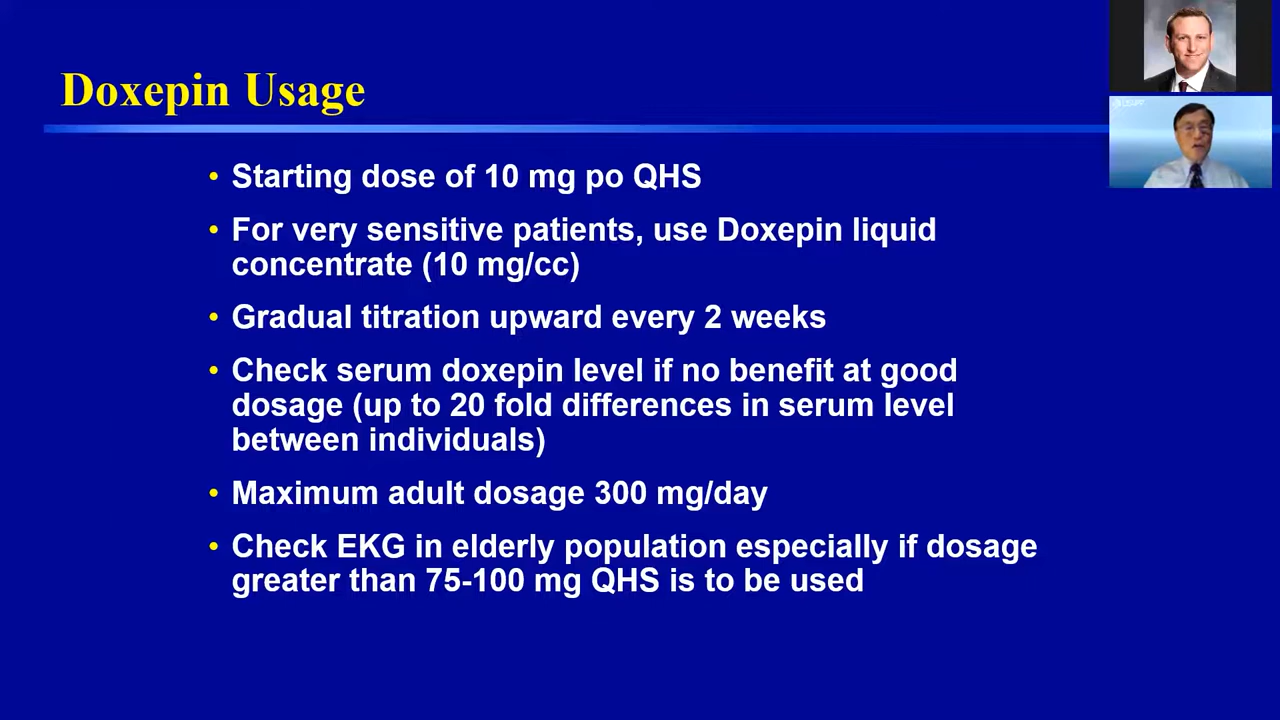 Doxepin Usage
• Starting dose of 10 mg po QHS
• For very sensitive patients, use Doxepin liquid
concentrate (10 mg/cc)
• Gradual titration upward every 2 weeks
• Check serum doxepin level if no benefit at good
dosage (up to 20 fold differences in serum level
between individuals)
• Maximum adult dosage 300 mg/day
• Check EKG in elderly population especially if dosage
greater than 75-100 mg QHS is to be used